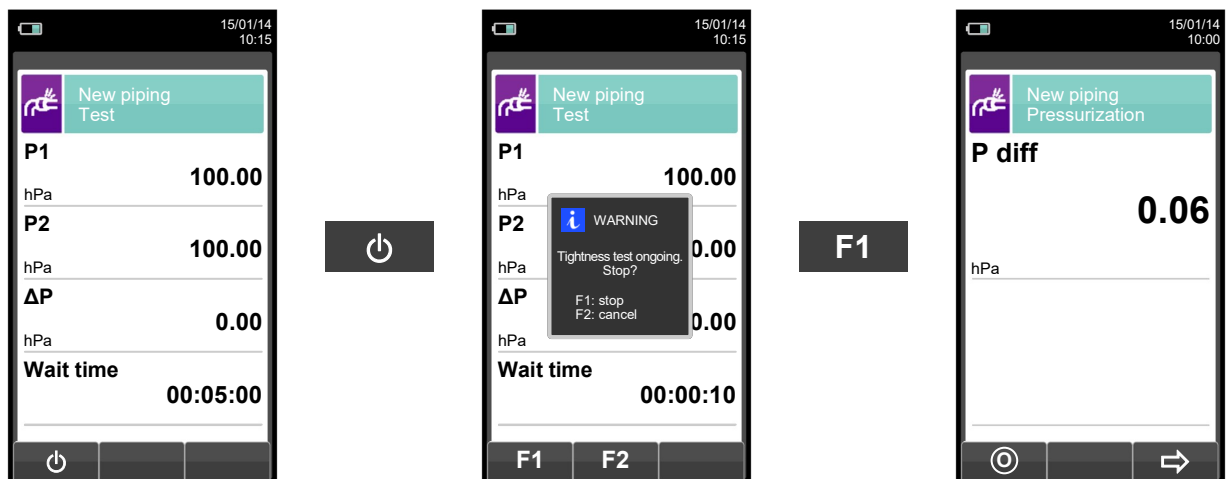 15/01/14
10:15
New piping
Test
P1
100.00
hPa
P2
100.00
hPa
ΔP
0.00
hPa
Wait time
00:05:00
15/01/14
10:15
New piping
Test
P1
100.00
hPa
P2
0.00
hPa
ΔP
0.00
hPa
WARNING
Tightness test ongoing.
Stop?
F1: stop
F2: cancel
Wait time
00:00:10
F1 F2
F1
15/01/14
10:00
New piping
Pressurization
P diff
0.06
hPa